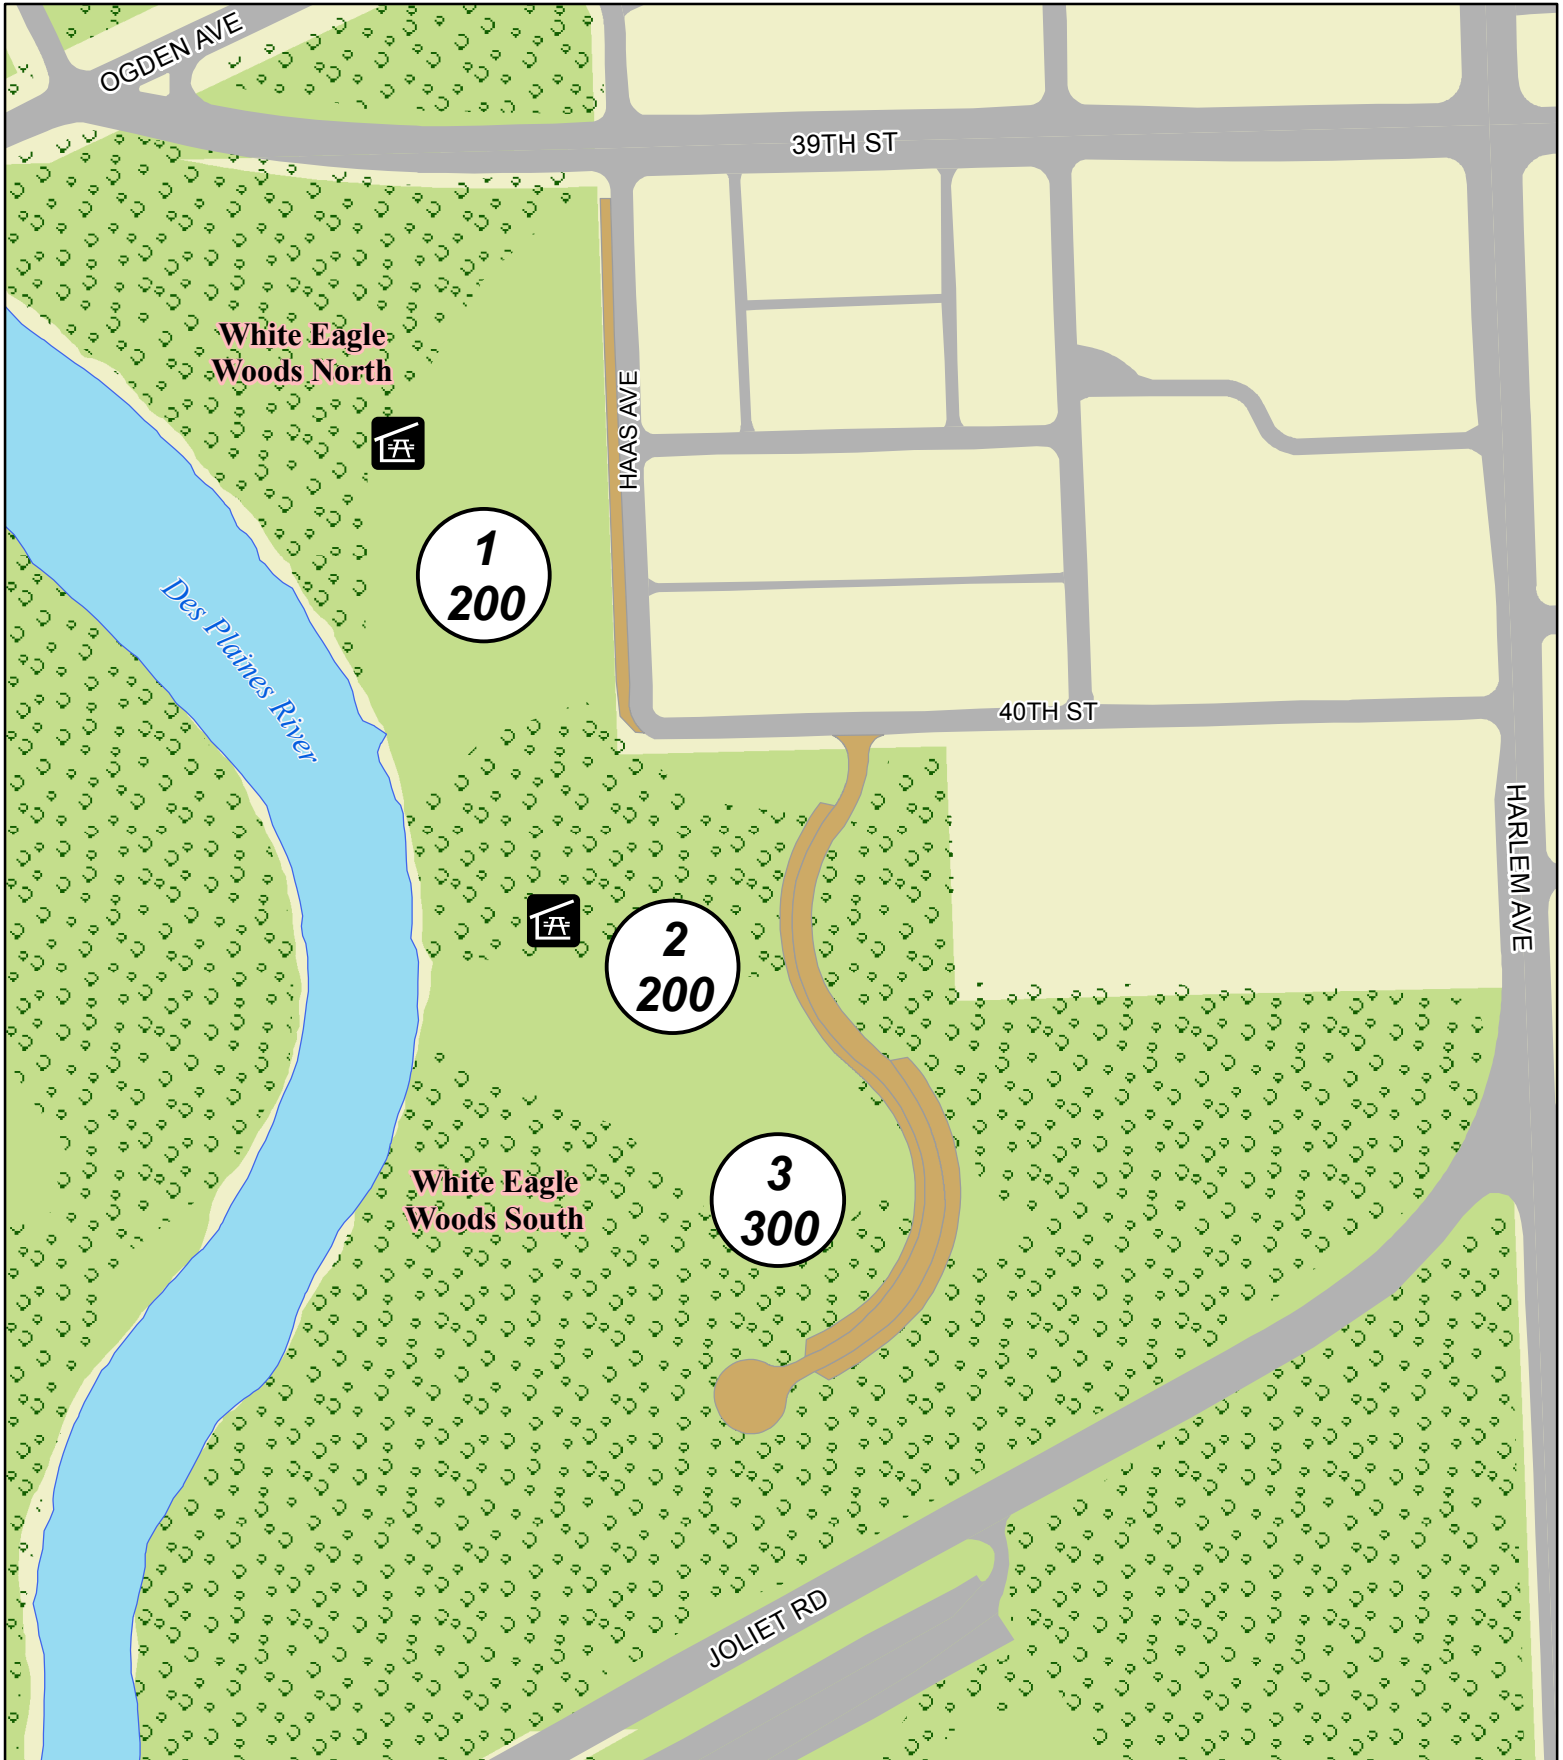 OGDEN AVE
39TH ST
White Eagle
Woods North
HAAS AVE
1
200
Des Plaines River
40TH ST
HARLEM AVE
2
200
3
300
White Eagle
Woods South
JOLIET RD